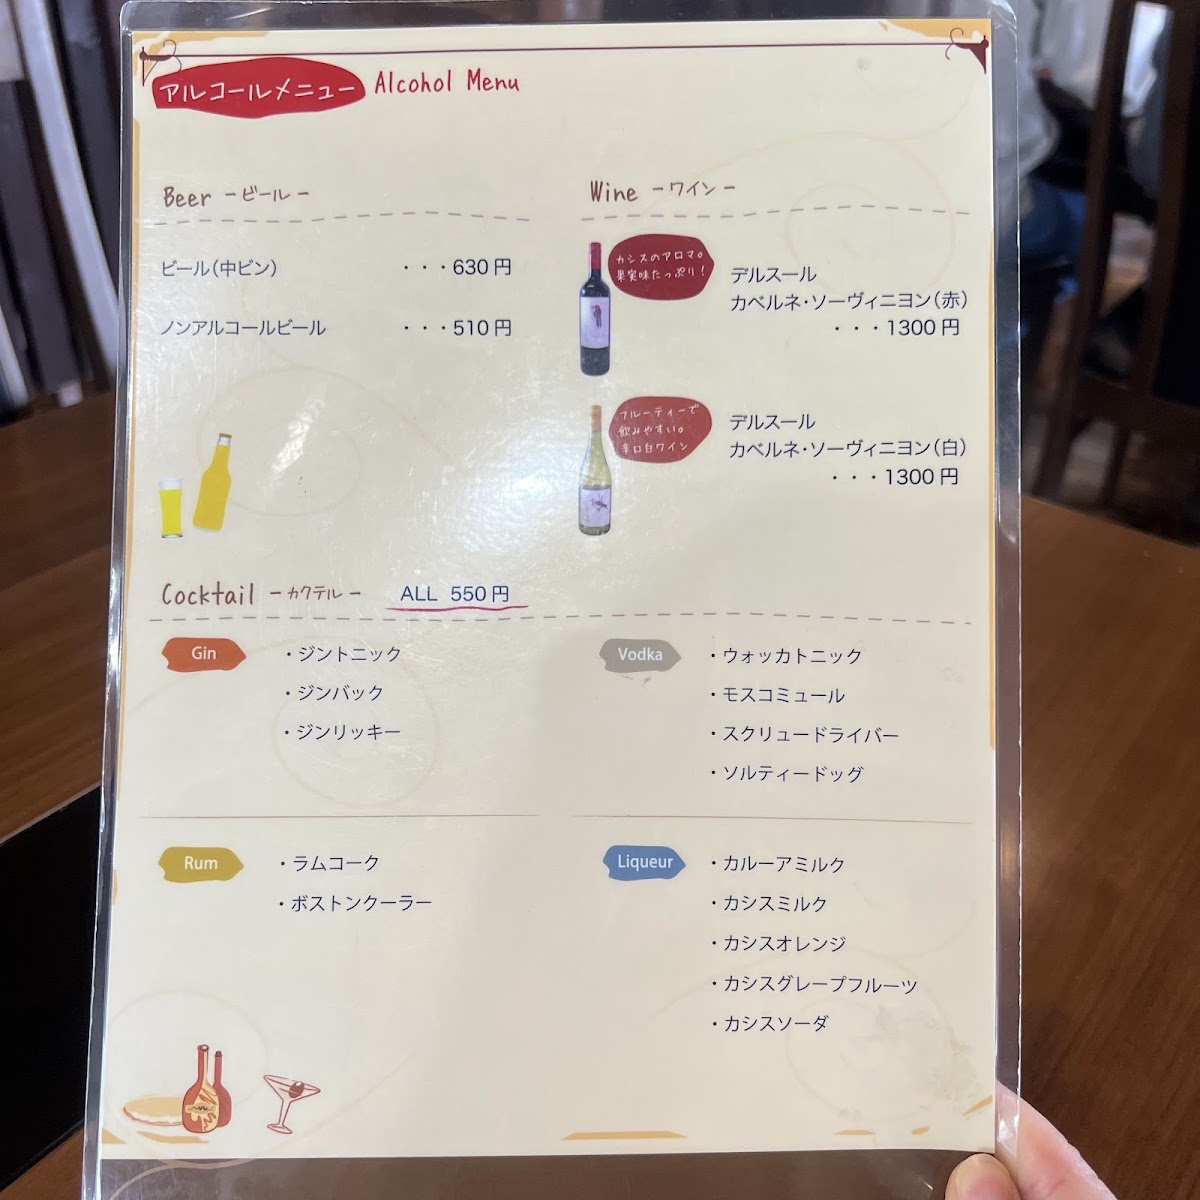 アルコールメニュー Alcohol Menu
Beer －ビール－
ビール(中ビン) ・・・630円
ノンアルコールビール ・・・510円
Wine －ワイン－
カシスのアロマ。
果実味たっぷり!
デルスール
カベルネ・ソーヴィニヨン(赤)
・・・1300円
フルーティーで
飲みやすい。
辛口白ワイン
デルスール
カベルネ・ソーヴィニヨン(白)
・・・1300円
Cocktail －カクテル－ ALL 550円
Gin
・ジントニック
・ジンバック
・ジンリッキー
Vodka
・ウォッカトニック
・モスコミュール
・スクリュードライバー
・ソルティードッグ
Rum
・ラムコーク
・ボストンクーラー
Liqueur
・カルーアミルク
・カシスミルク
・カシスオレンジ
・カシスグレープフルーツ
・カシスソーダ